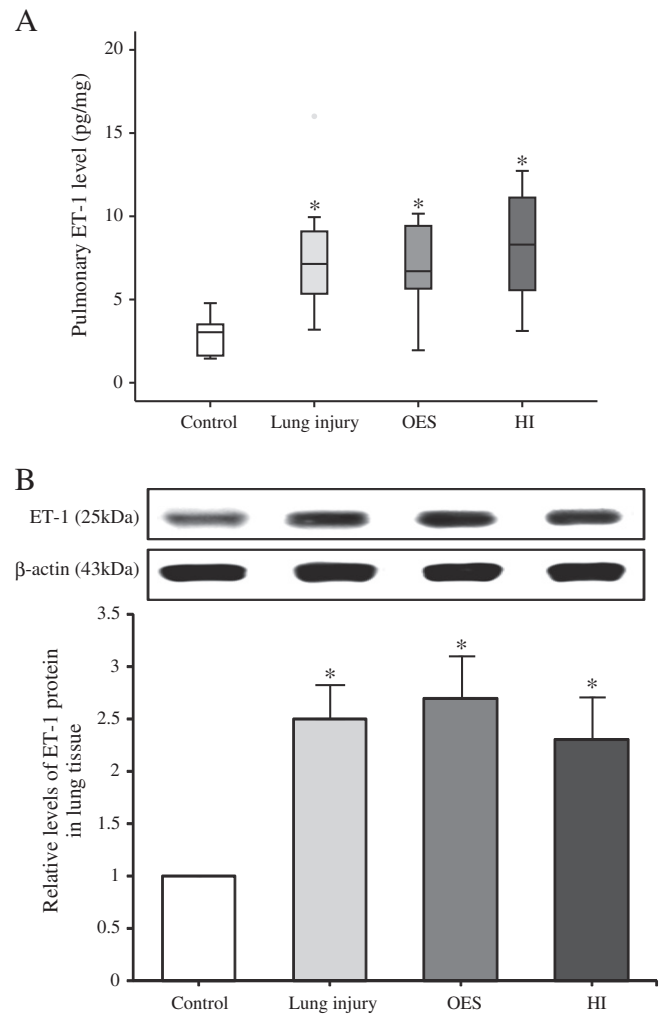 A
Pulmonary ET-1 level (pg/mg)
20
15
10
5
0
*
*
*
Control
Lung injury
OES
HI
B
ET-1 (25kDa)
β-actin (43kDa)
Relative levels of ET-1 protein
in lung tissue
3.5
3
2.5
2
1.5
1
0.5
0
*
*
*
Control
Lung injury
OES
HI